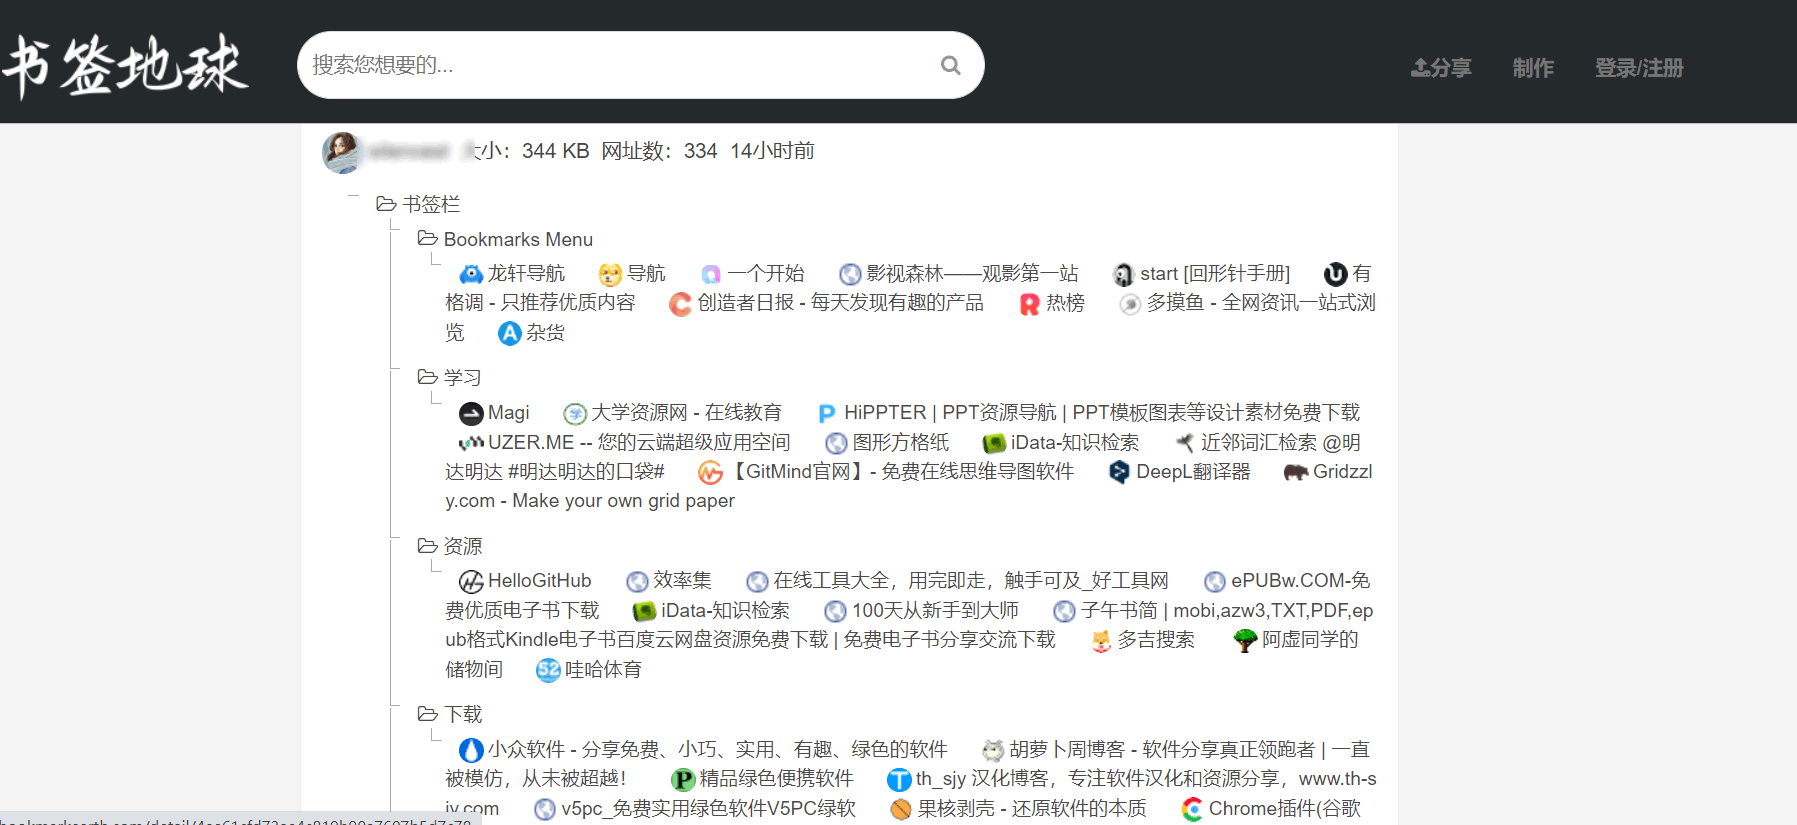 书签地球
搜索您想要的...
分享 制作 登录/注册
小：344 KB 网址数：334 14小时前
书签栏
Bookmarks Menu
龙轩导航 导航 一个开始 影视森林——观影第一站 start [回形针手册] 有
格调 - 只推荐优质内容 创造者日报 - 每天发现有趣的产品 热榜 多摸鱼 - 全网资讯一站式浏
览 杂货
学习
Magi 大学资源网 - 在线教育 HiPPTER | PPT资源导航 | PPT模板图表等设计素材免费下载
UZER.ME -- 您的云端超级应用空间 图形方格纸 iData-知识检索 近邻词汇检索 @明
达明达 #明达明达的口袋# 【GitMind官网】- 免费在线思维导图软件 DeepL翻译器 Gridzzl
y.com - Make your own grid paper
资源
HelloGitHub 效率集 在线工具大全，用完即走，触手可及_好工具网 ePUBw.COM-免
费优质电子书下载 iData-知识检索 100天从新手到大师 子午书简 | mobi,azw3,TXT,PDF,ep
ub格式Kindle电子书百度云网盘资源免费下载 | 免费电子书分享交流下载 多吉搜索 阿虚同学的
储物间 52 哇哈体育
下载
小众软件 - 分享免费、小巧、实用、有趣、绿色的软件 胡萝卜周博客 - 软件分享真正领跑者 | 一直
被模仿，从未被超越！ 精品绿色便携软件 th_sjy 汉化博客，专注软件汉化和资源分享，www.th-s
jy.com v5pc_免费实用绿色软件V5PC绿软 果核剥壳 - 还原软件的本质 Chrome插件(谷歌